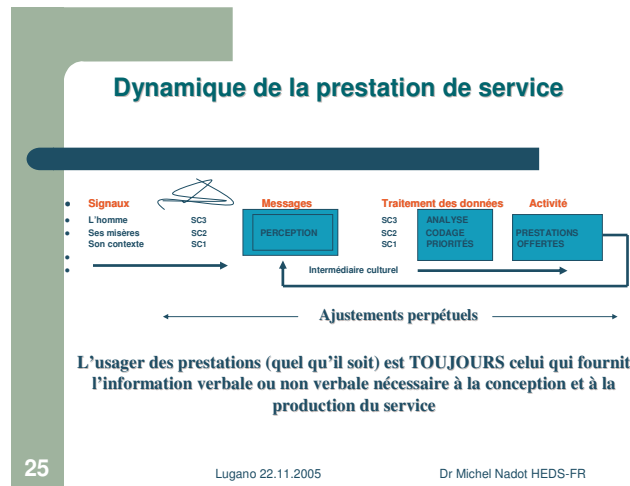 Dynamique de la prestation de service
Signaux Messages Traitement des données Activité
L'homme SC3 SC3 ANALYSE
Ses misères SC2 PERCEPTION SC2 CODAGE PRESTATIONS
Son contexte SC1 SC1 PRIORITÉS OFFERTES
Intermédiaire culturel
Ajustements perpétuels
L'usager des prestations (quel qu'il soit) est TOUJOURS celui qui fournit
l'information verbale ou non verbale nécessaire à la conception et à la
production du service
25 Lugano 22.11.2005 Dr Michel Nadot HEDS-FR